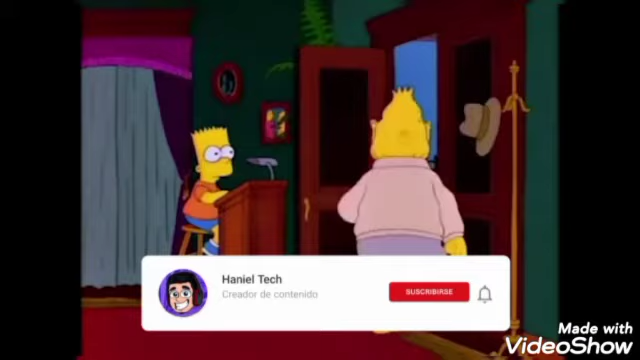 Haniel Tech
Creador de contenido
SUSCRIBIRSE
Made with
VideoShow